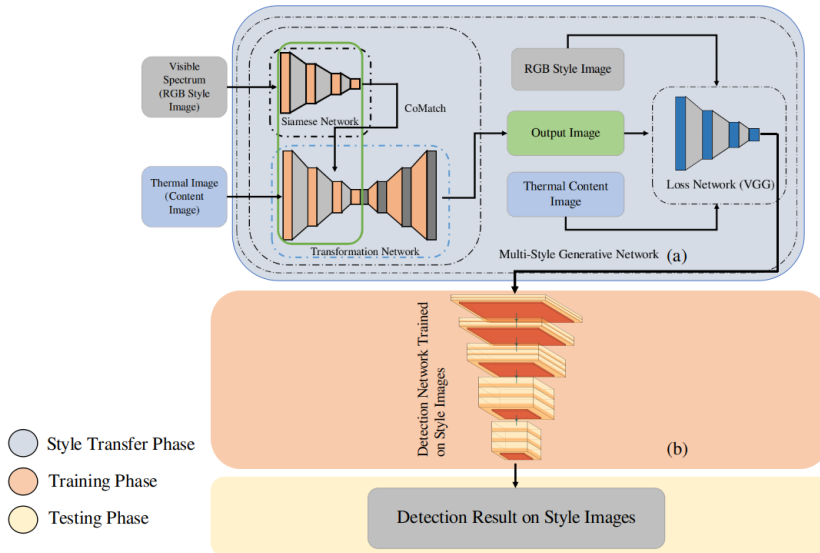 Visible
Spectrum
(RGB Style
Image)
Siamese Network
CoMatch
RGB Style Image
Output Image
Thermal Image
(Content
Image)
Thermal Content
Image
Loss Network (VGG)
Transformation Network
Multi-Style Generative Network
(a)
Detection Network Trained
on Style Images
(b)
Style Transfer Phase
Training Phase
Testing Phase
Detection Result on Style Images